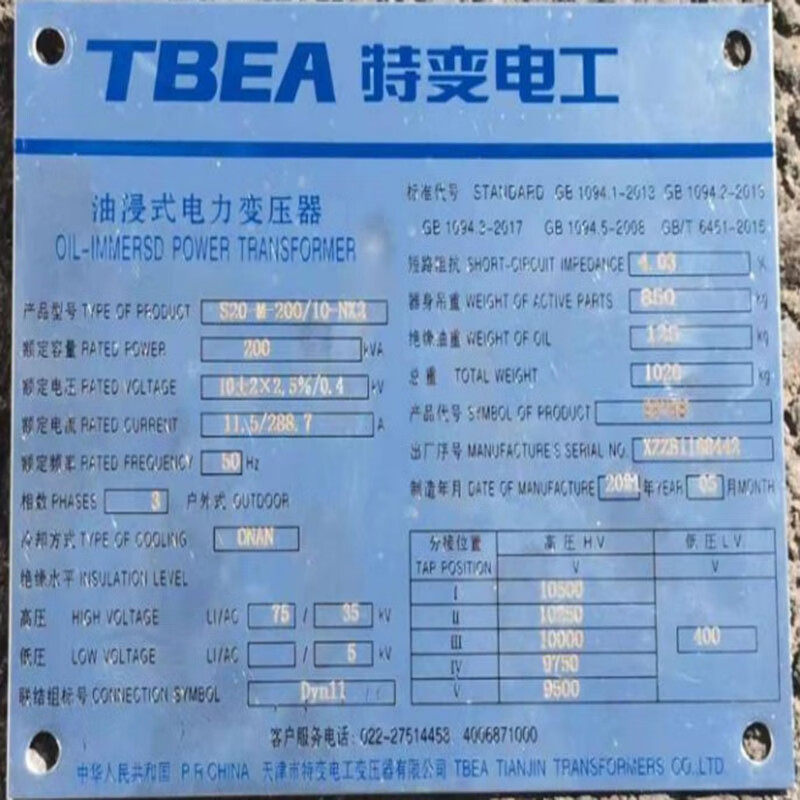 TBEA 特变电工
油浸式电力变压器
OIL-IMMERSD POWER TRANSFORMER
产品型号 TYPE OF PRODUCT S20-M-200/10-NX2
额定容量 RATED POWER 200 kVA
额定电压 RATED VOLTAGE 10±2×2.5%/0.4 kV
额定电流 RATED CURRENT 11.5/288.7 A
额定频率 RATED FREQUENCY 50 Hz
相数 PHASES 3 户外式 OUTDOOR
冷却方式 TYPE OF COOLING ONAN
绝缘水平 INSULATION LEVEL
高压 HIGH VOLTAGE LI/AC 75 / 35 kV
低压 LOW VOLTAGE LI/AC / 5 kV
联结组标号 CONNECTION SYMBOL Dyn11
标准代号 STANDARD GB 1094.1-2013 GB 1094.2-2013
GB 1094.3-2017 GB 1094.5-2008 GB/T 6451-2015
短路阻抗 SHORT-CIRCUIT IMPEDANCE 4.03 %
器身吊重 WEIGHT OF ACTIVE PARTS 650 kg
绝缘油重 WEIGHT OF OIL kg
总重 TOTAL WEIGHT 1020 kg
产品代号 SYMBOL OF PRODUCT
出厂序号 MANUFACTURE'S SERIAL NO.
制造年月 DATE OF MANUFACTURE 2021 年YEAR 05 月MONTH
分接位置 高压 H.V. 低压 L.V.
TAP POSITION V V
I 10500
II 10250
III 10000 400
IV 9750
V 9500
客户服务电话: 022-27514453 4006871000
中华人民共和国 P.R.CHINA 天津市特变电工变压器有限公司 TBEA TIANJIN TRANSFORMERS CO.,LTD.